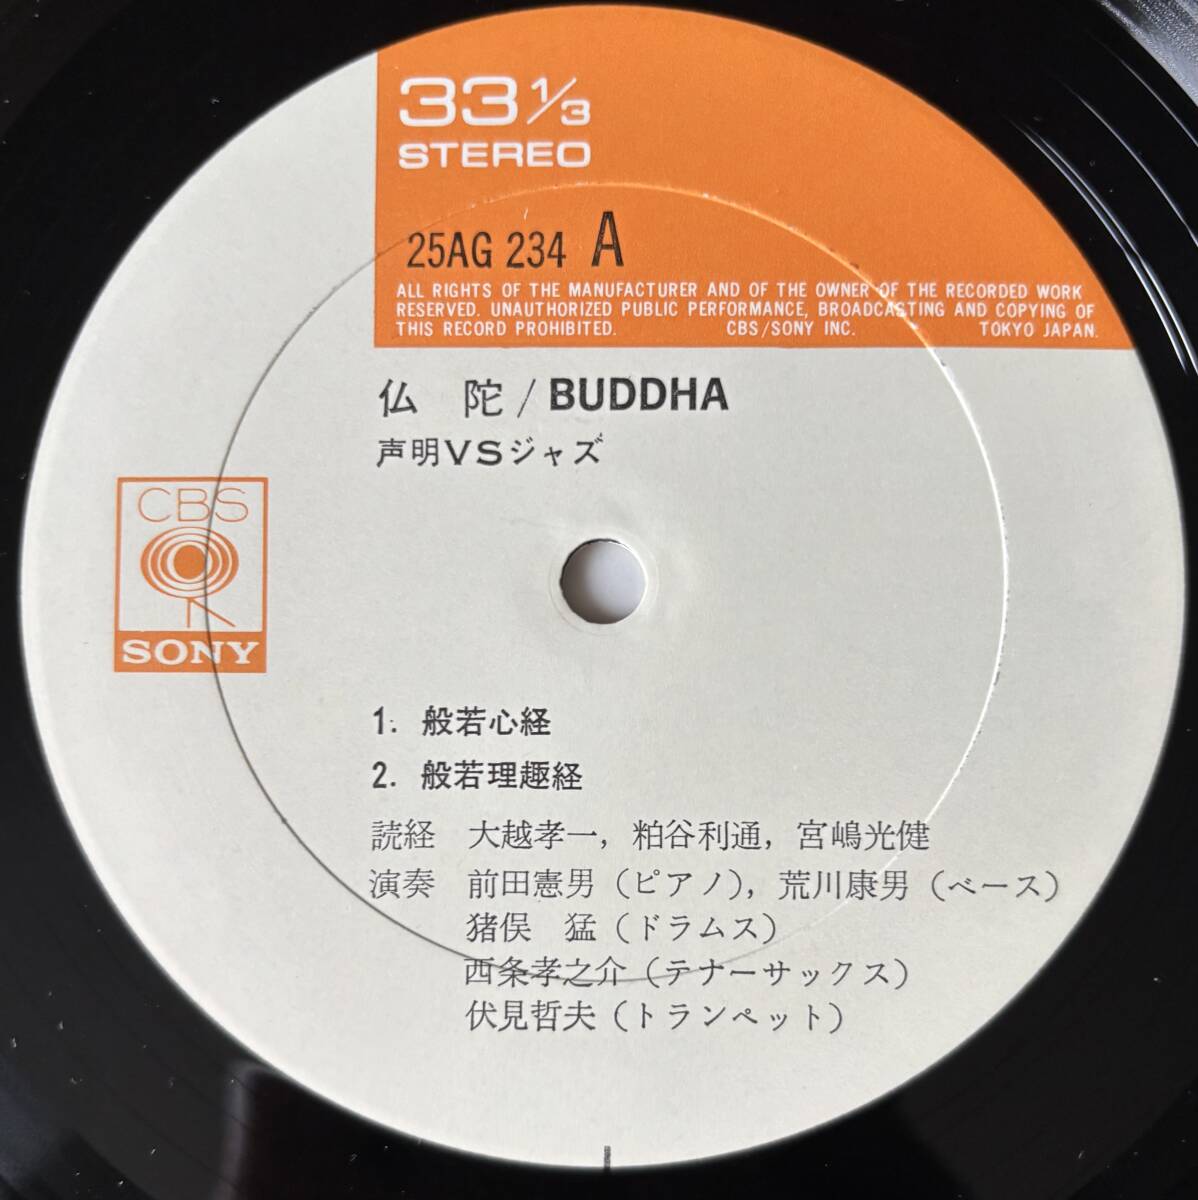 33 1/3
STEREO
25AG 234 A
ALL RIGHTS OF THE MANUFACTURER AND OF THE OWNER OF THE RECORDED WORK
RESERVED. UNAUTHORIZED PUBLIC PERFORMANCE, BROADCASTING AND COPYING OF
THIS RECORD PROHIBITED. CBS/SONY INC. TOKYO JAPAN.
仏 陀/BUDDHA
声明VSジャズ
CBS
SONY
1. 般若心経
2. 般若理趣経
読経 大越孝一, 粕谷利通, 宮嶋光健
演奏 前田憲男(ピアノ), 荒川康男(ベース)
猪俣 猛(ドラムス)
西条孝之介(テナーサックス)
伏見哲夫(トランペット)